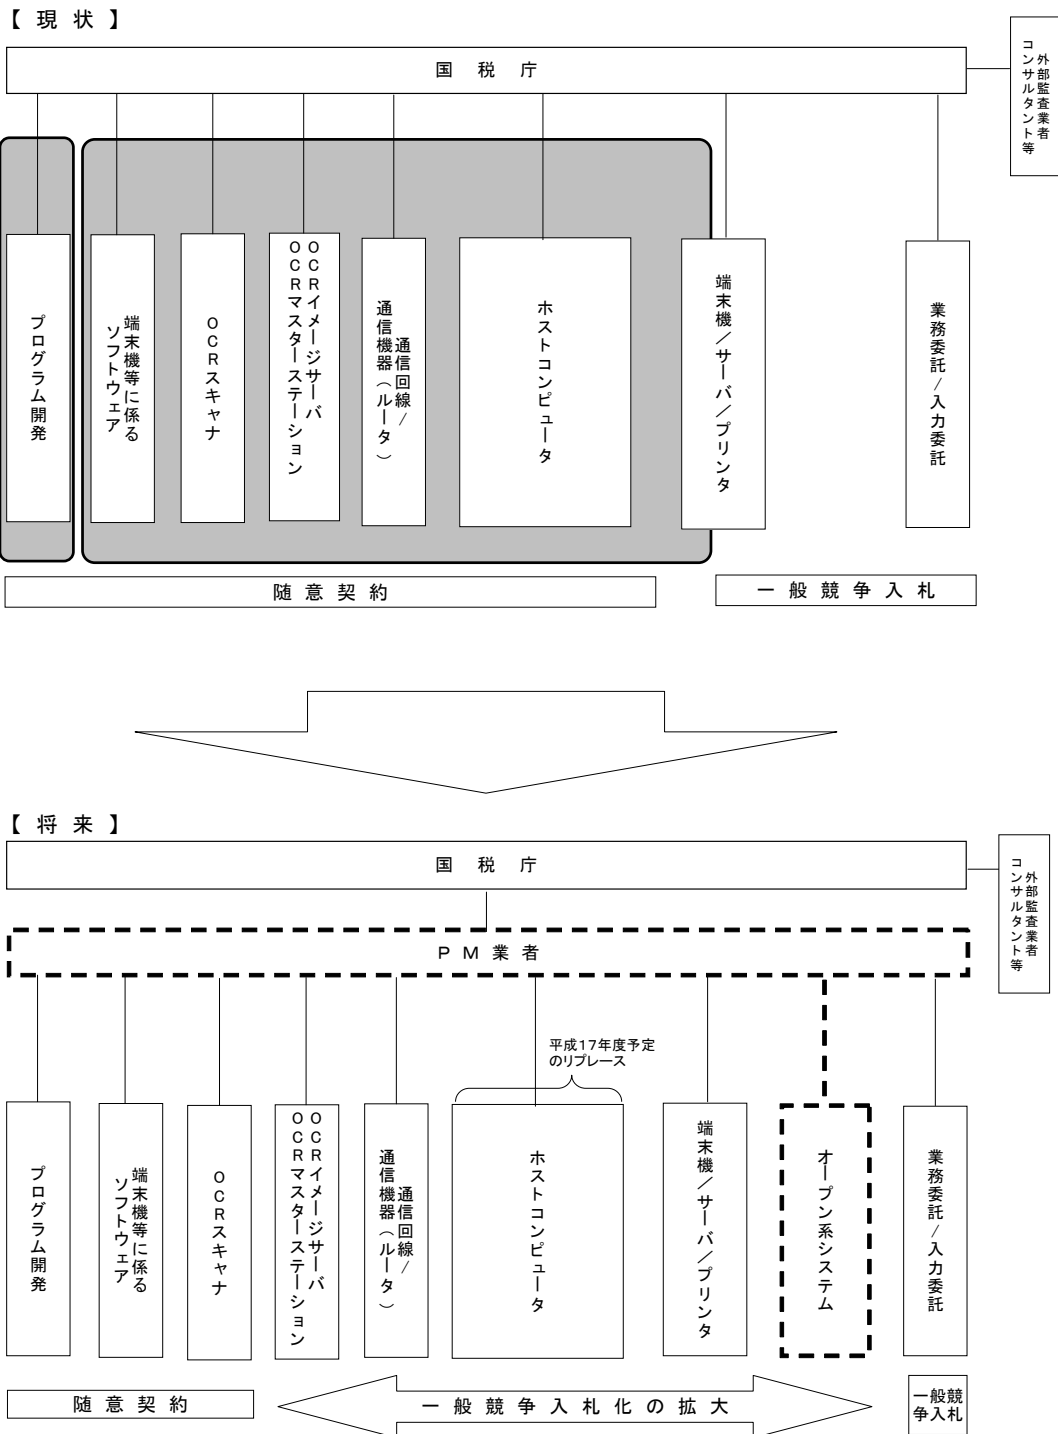 【現状】
国税庁
外部監査業者
コンサルタント等
プログラム開発
端末機等に係る
ソフトウェア
OCRスキャナ
OCRイメージサーバ
OCRマスターステーション
通信回線/
通信機器(ルータ)
ホストコンピュータ
端末機/サーバ/プリンタ
業務委託/入力委託
随意契約
一般競争入札
【将来】
国税庁
外部監査業者
コンサルタント等
PM業者
平成17年度予定
のリプレース
プログラム開発
端末機等に係る
ソフトウェア
OCRスキャナ
OCRイメージサーバ
OCRマスターステーション
通信回線/
通信機器(ルータ)
ホストコンピュータ
端末機/サーバ/プリンタ
オープン系システム
業務委託/入力委託
随意契約
一般競争入札化の拡大
一般競
争入札